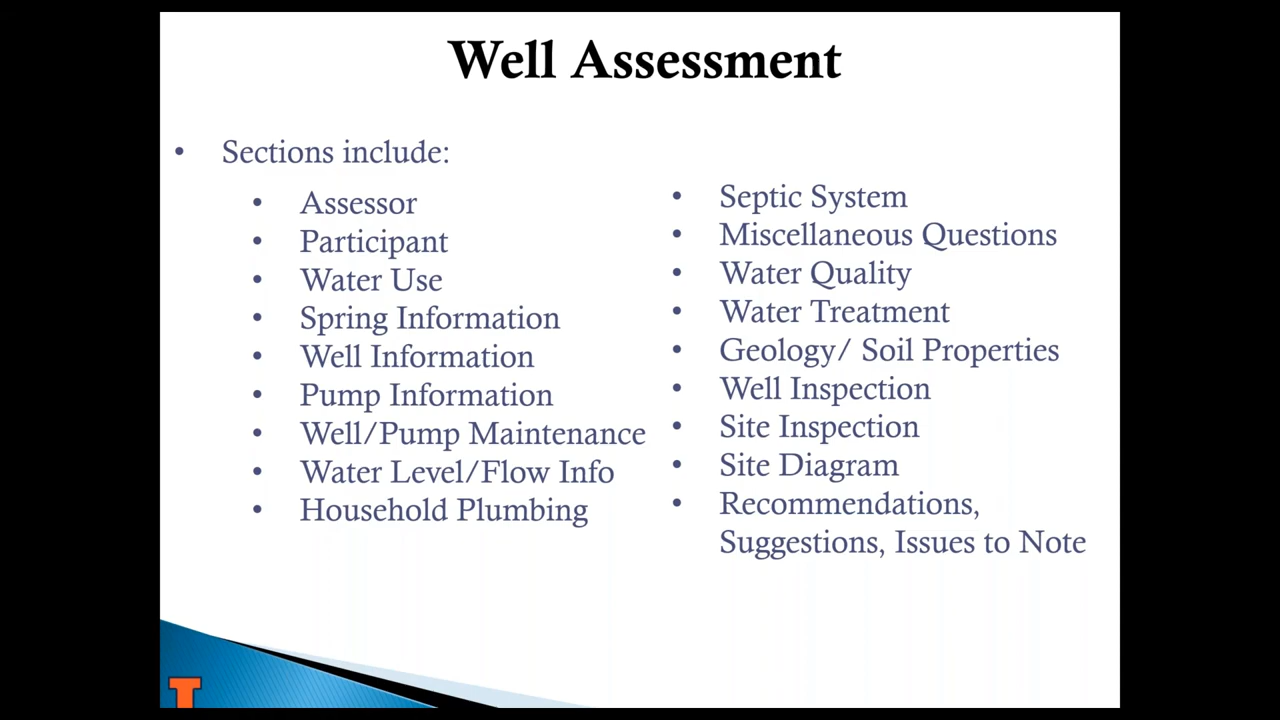 Well Assessment
• Sections include:
• Assessor
• Participant
• Water Use
• Spring Information
• Well Information
• Pump Information
• Well/Pump Maintenance
• Water Level/Flow Info
• Household Plumbing
• Septic System
• Miscellaneous Questions
• Water Quality
• Water Treatment
• Geology/ Soil Properties
• Well Inspection
• Site Inspection
• Site Diagram
• Recommendations,
Suggestions, Issues to Note
I